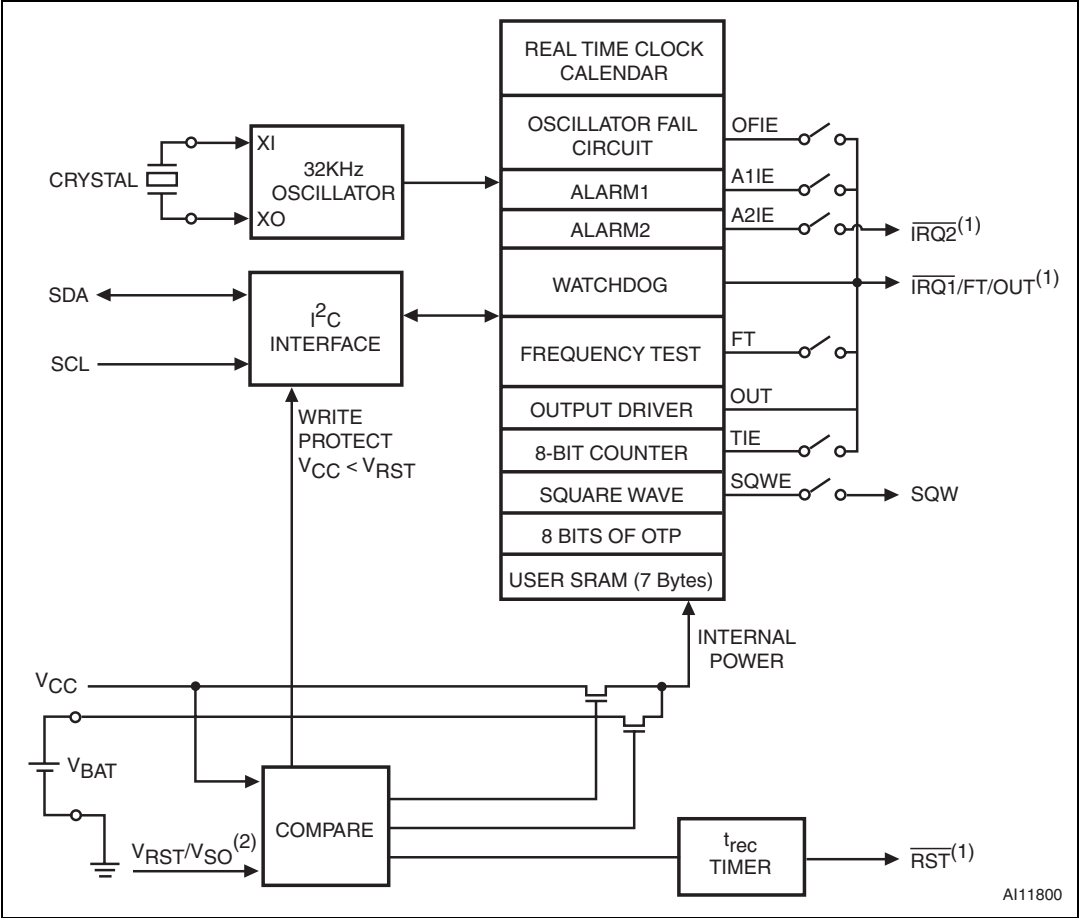 REAL TIME CLOCK
CALENDAR
OSCILLATOR FAIL
CIRCUIT
OFIE
ALARM1
A1IE
ALARM2
A2IE
IRQ2(1)
WATCHDOG
IRQ1/FT/OUT(1)
FREQUENCY TEST
FT
OUTPUT DRIVER
OUT
8-BIT COUNTER
TIE
SQUARE WAVE
SQWE
SQW
8 BITS OF OTP
USER SRAM (7 Bytes)
CRYSTAL
XI
32KHz
OSCILLATOR
XO
SDA
SCL
I2C
INTERFACE
WRITE
PROTECT
VCC < VRST
INTERNAL
POWER
VCC
VBAT
VRST/VSO(2)
COMPARE
trec
TIMER
RST(1)
AI11800